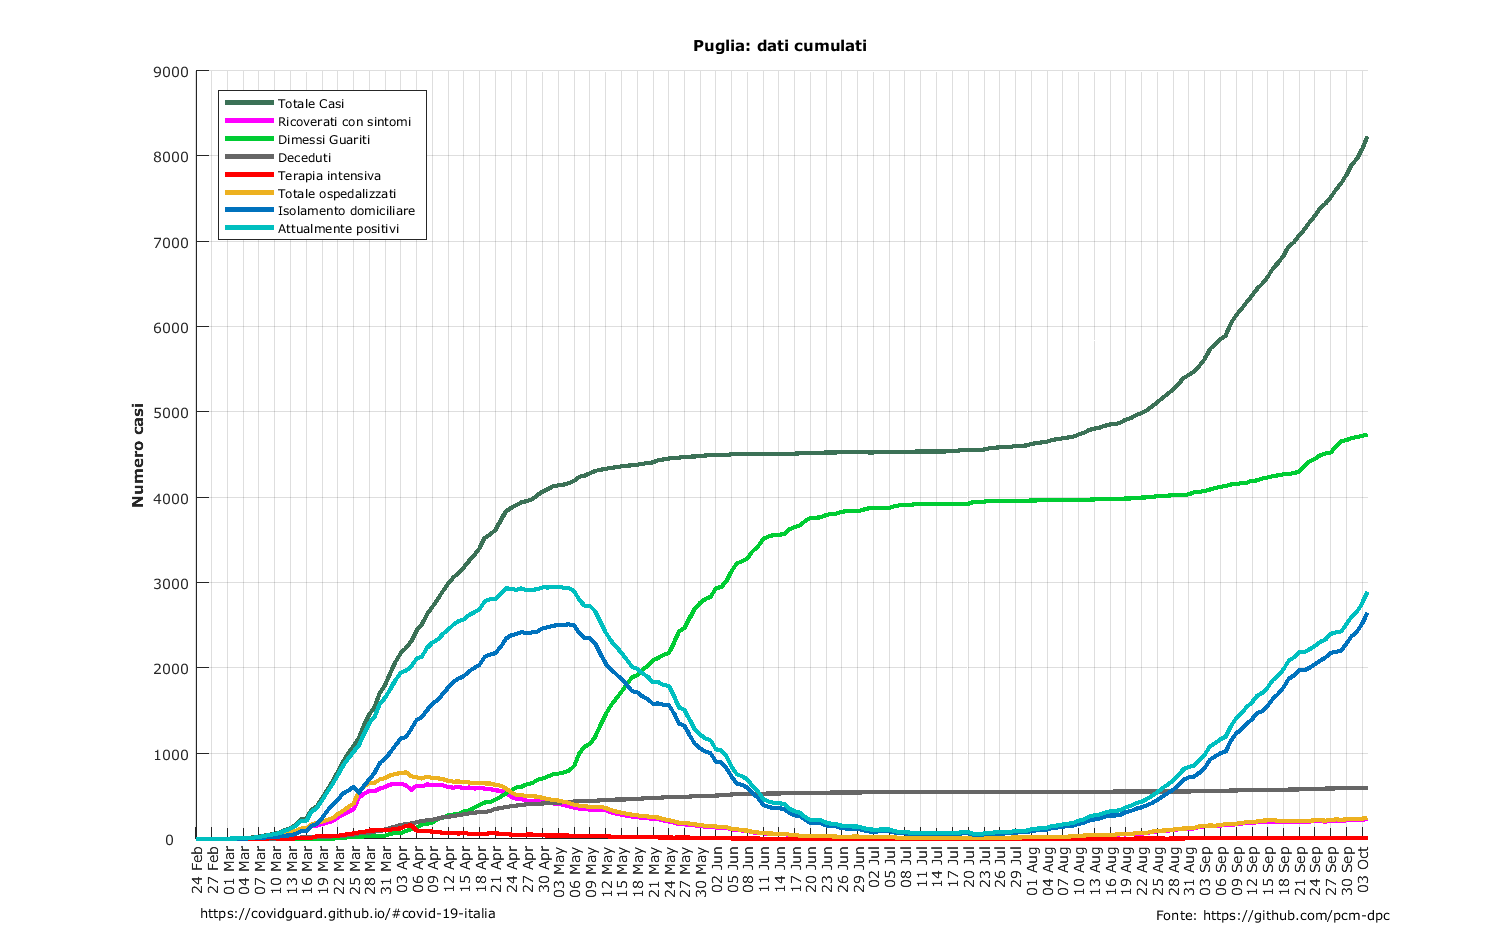 Puglia: dati cumulati
9000
8000
7000
6000
5000
4000
3000
2000
1000
0
Numero casi
Totale Casi
Ricoverati con sintomi
Dimessi Guariti
Deceduti
Terapia intensiva
Totale ospedalizzati
Isolamento domiciliare
Attualmente positivi
24 Feb
27 Feb
01 Mar
04 Mar
07 Mar
10 Mar
13 Mar
16 Mar
19 Mar
22 Mar
25 Mar
28 Mar
31 Mar
03 Apr
06 Apr
09 Apr
12 Apr
15 Apr
18 Apr
21 Apr
24 Apr
27 Apr
30 Apr
03 May
06 May
09 May
12 May
15 May
18 May
21 May
24 May
27 May
30 May
02 Jun
05 Jun
08 Jun
11 Jun
14 Jun
17 Jun
20 Jun
23 Jun
26 Jun
29 Jun
02 Jul
05 Jul
08 Jul
11 Jul
14 Jul
17 Jul
20 Jul
23 Jul
26 Jul
29 Jul
01 Aug
04 Aug
07 Aug
10 Aug
13 Aug
16 Aug
19 Aug
22 Aug
25 Aug
28 Aug
31 Aug
03 Sep
06 Sep
09 Sep
12 Sep
15 Sep
18 Sep
21 Sep
24 Sep
27 Sep
30 Sep
03 Oct
https://covidguard.github.io/#covid-19-italia
Fonte: https://github.com/pcm-dpc